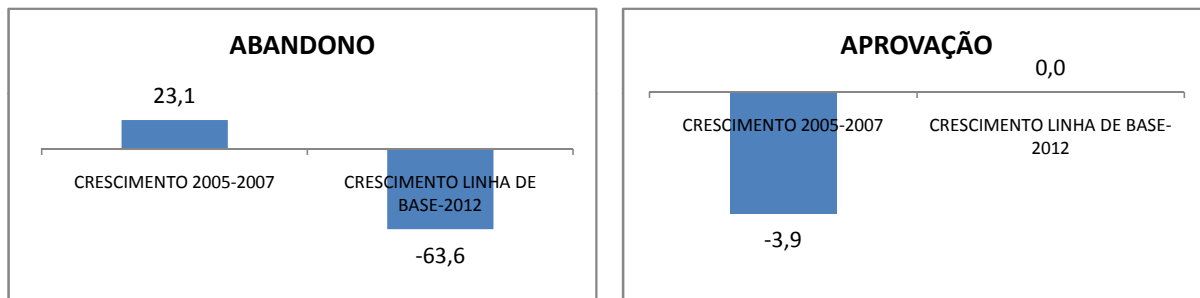 ABANDONO
23,1
CRESCIMENTO 2005-2007
CRESCIMENTO LINHA DE
BASE-2012
-63,6
APROVAÇÃO
0,0
CRESCIMENTO 2005-2007
CRESCIMENTO LINHA DE BASE-
2012
-3,9